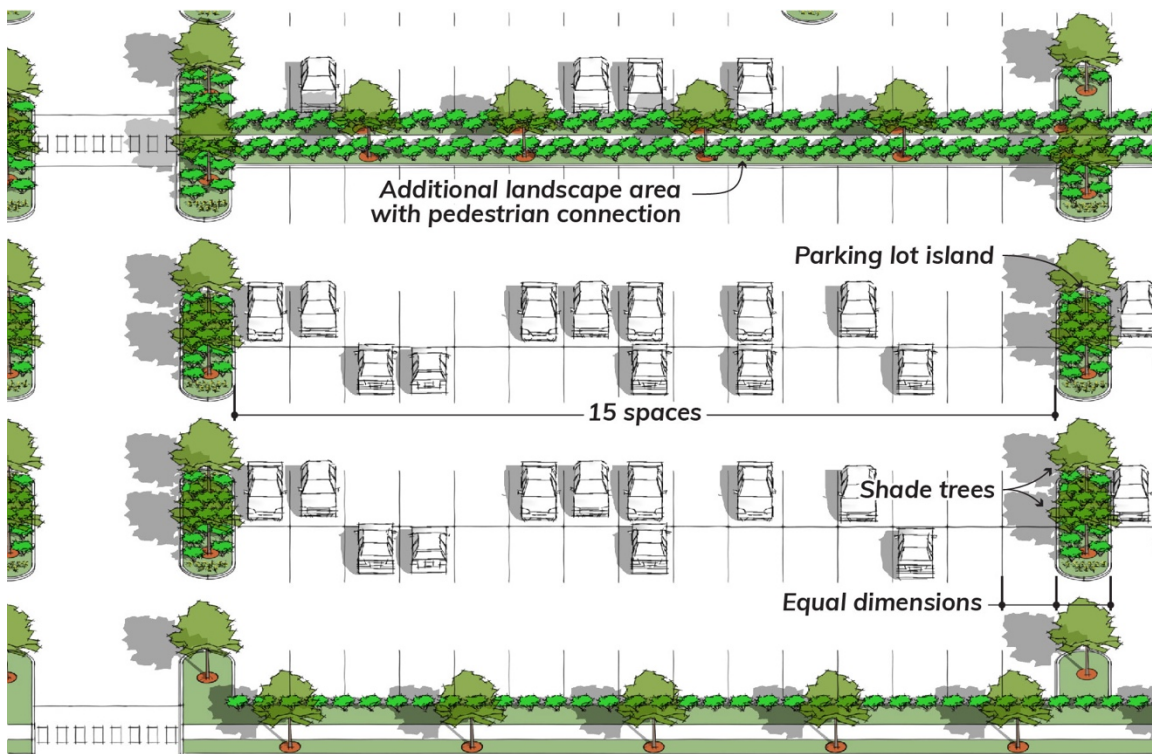 Additional landscape area
with pedestrian connection
Parking lot island
15 spaces
Shade trees
Equal dimensions